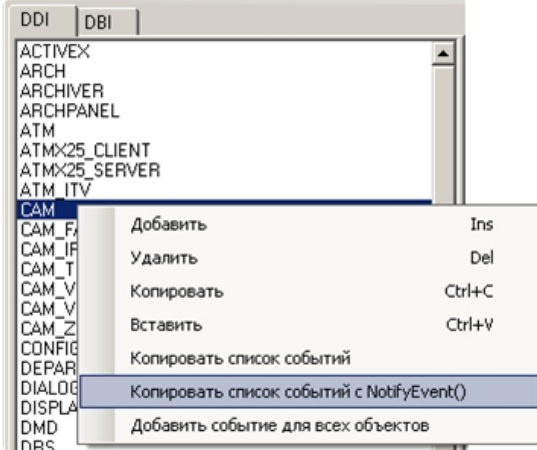 DDI DBI
ACTIVEX
ARCH
ARCHIVER
ARCHPANEL
ATM
ATMX25_CLIENT
ATMX25_SERVER
ATM_ITV
CAM
Добавить Ins
Удалить Del
Копировать Ctrl+C
Вставить Ctrl+V
Копировать список событий
Копировать список событий с NotifyEvent()
Добавить событие для всех объектов
DMD
DBS